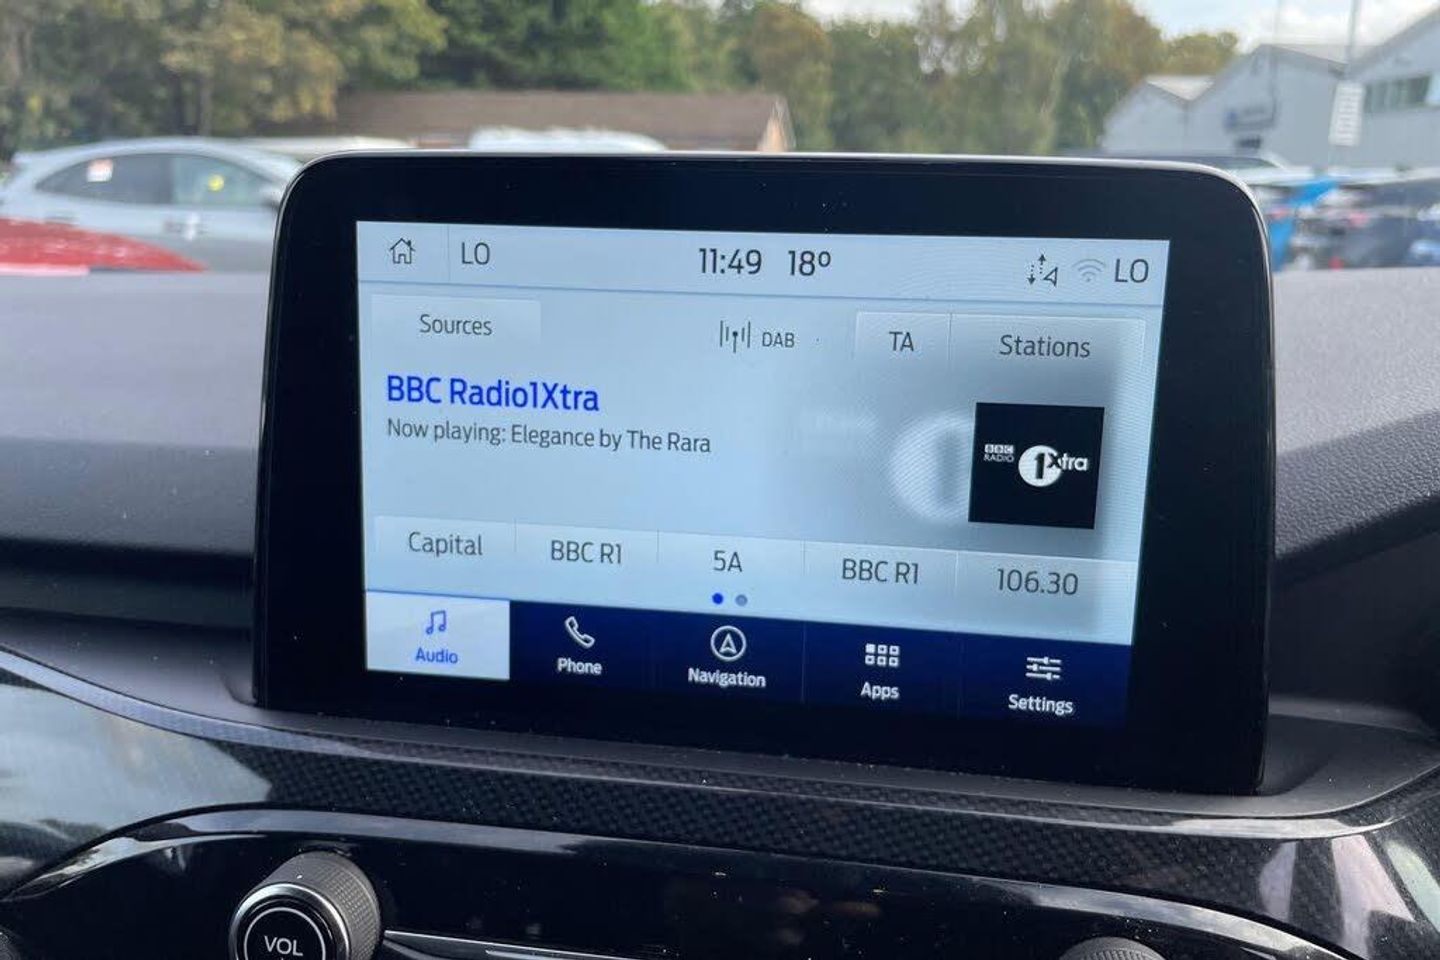 LO 11:49 18º LO
Sources DAB TA Stations
BBC Radio1Xtra
Now playing: Elegance by The Rara
BBC
RADIO
1Xtra
Capital BBC R1 5A BBC R1 106.30
Audio Phone Navigation Apps Settings
VOL